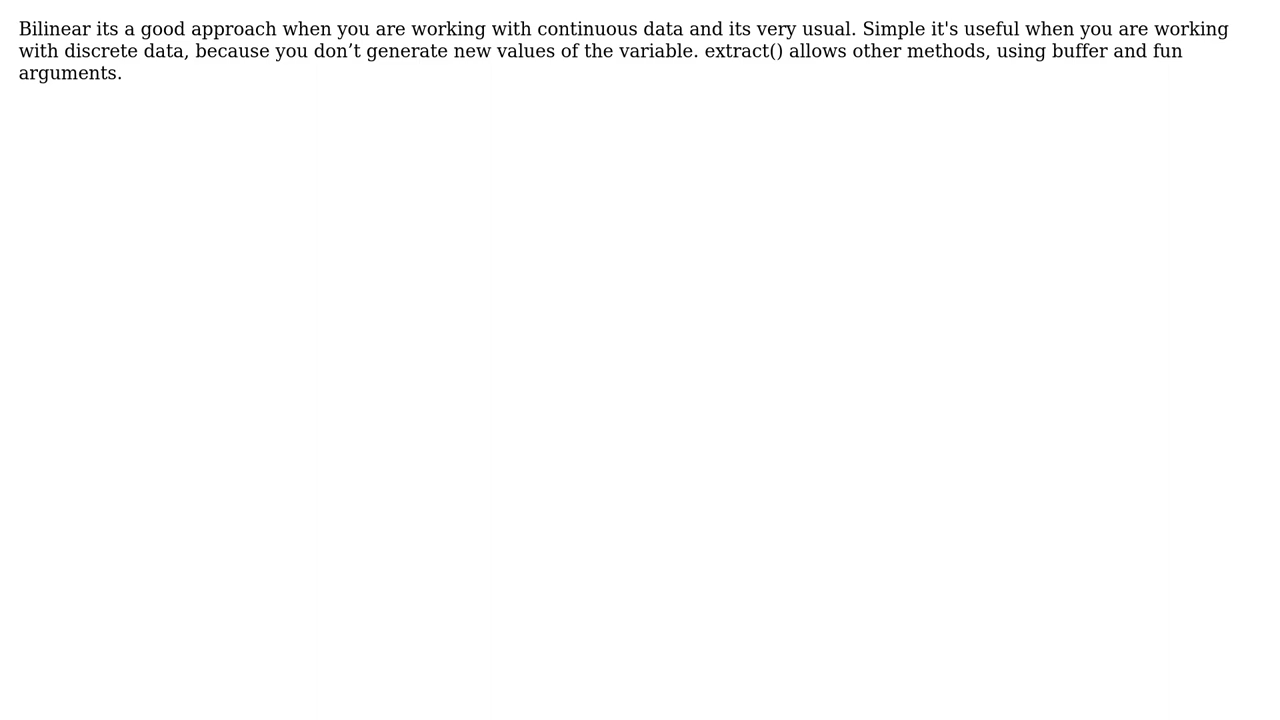 Bilinear its a good approach when you are working with continuous data and its very usual. Simple it's useful when you are working
with discrete data, because you don’t generate new values of the variable. extract() allows other methods, using buffer and fun
arguments.